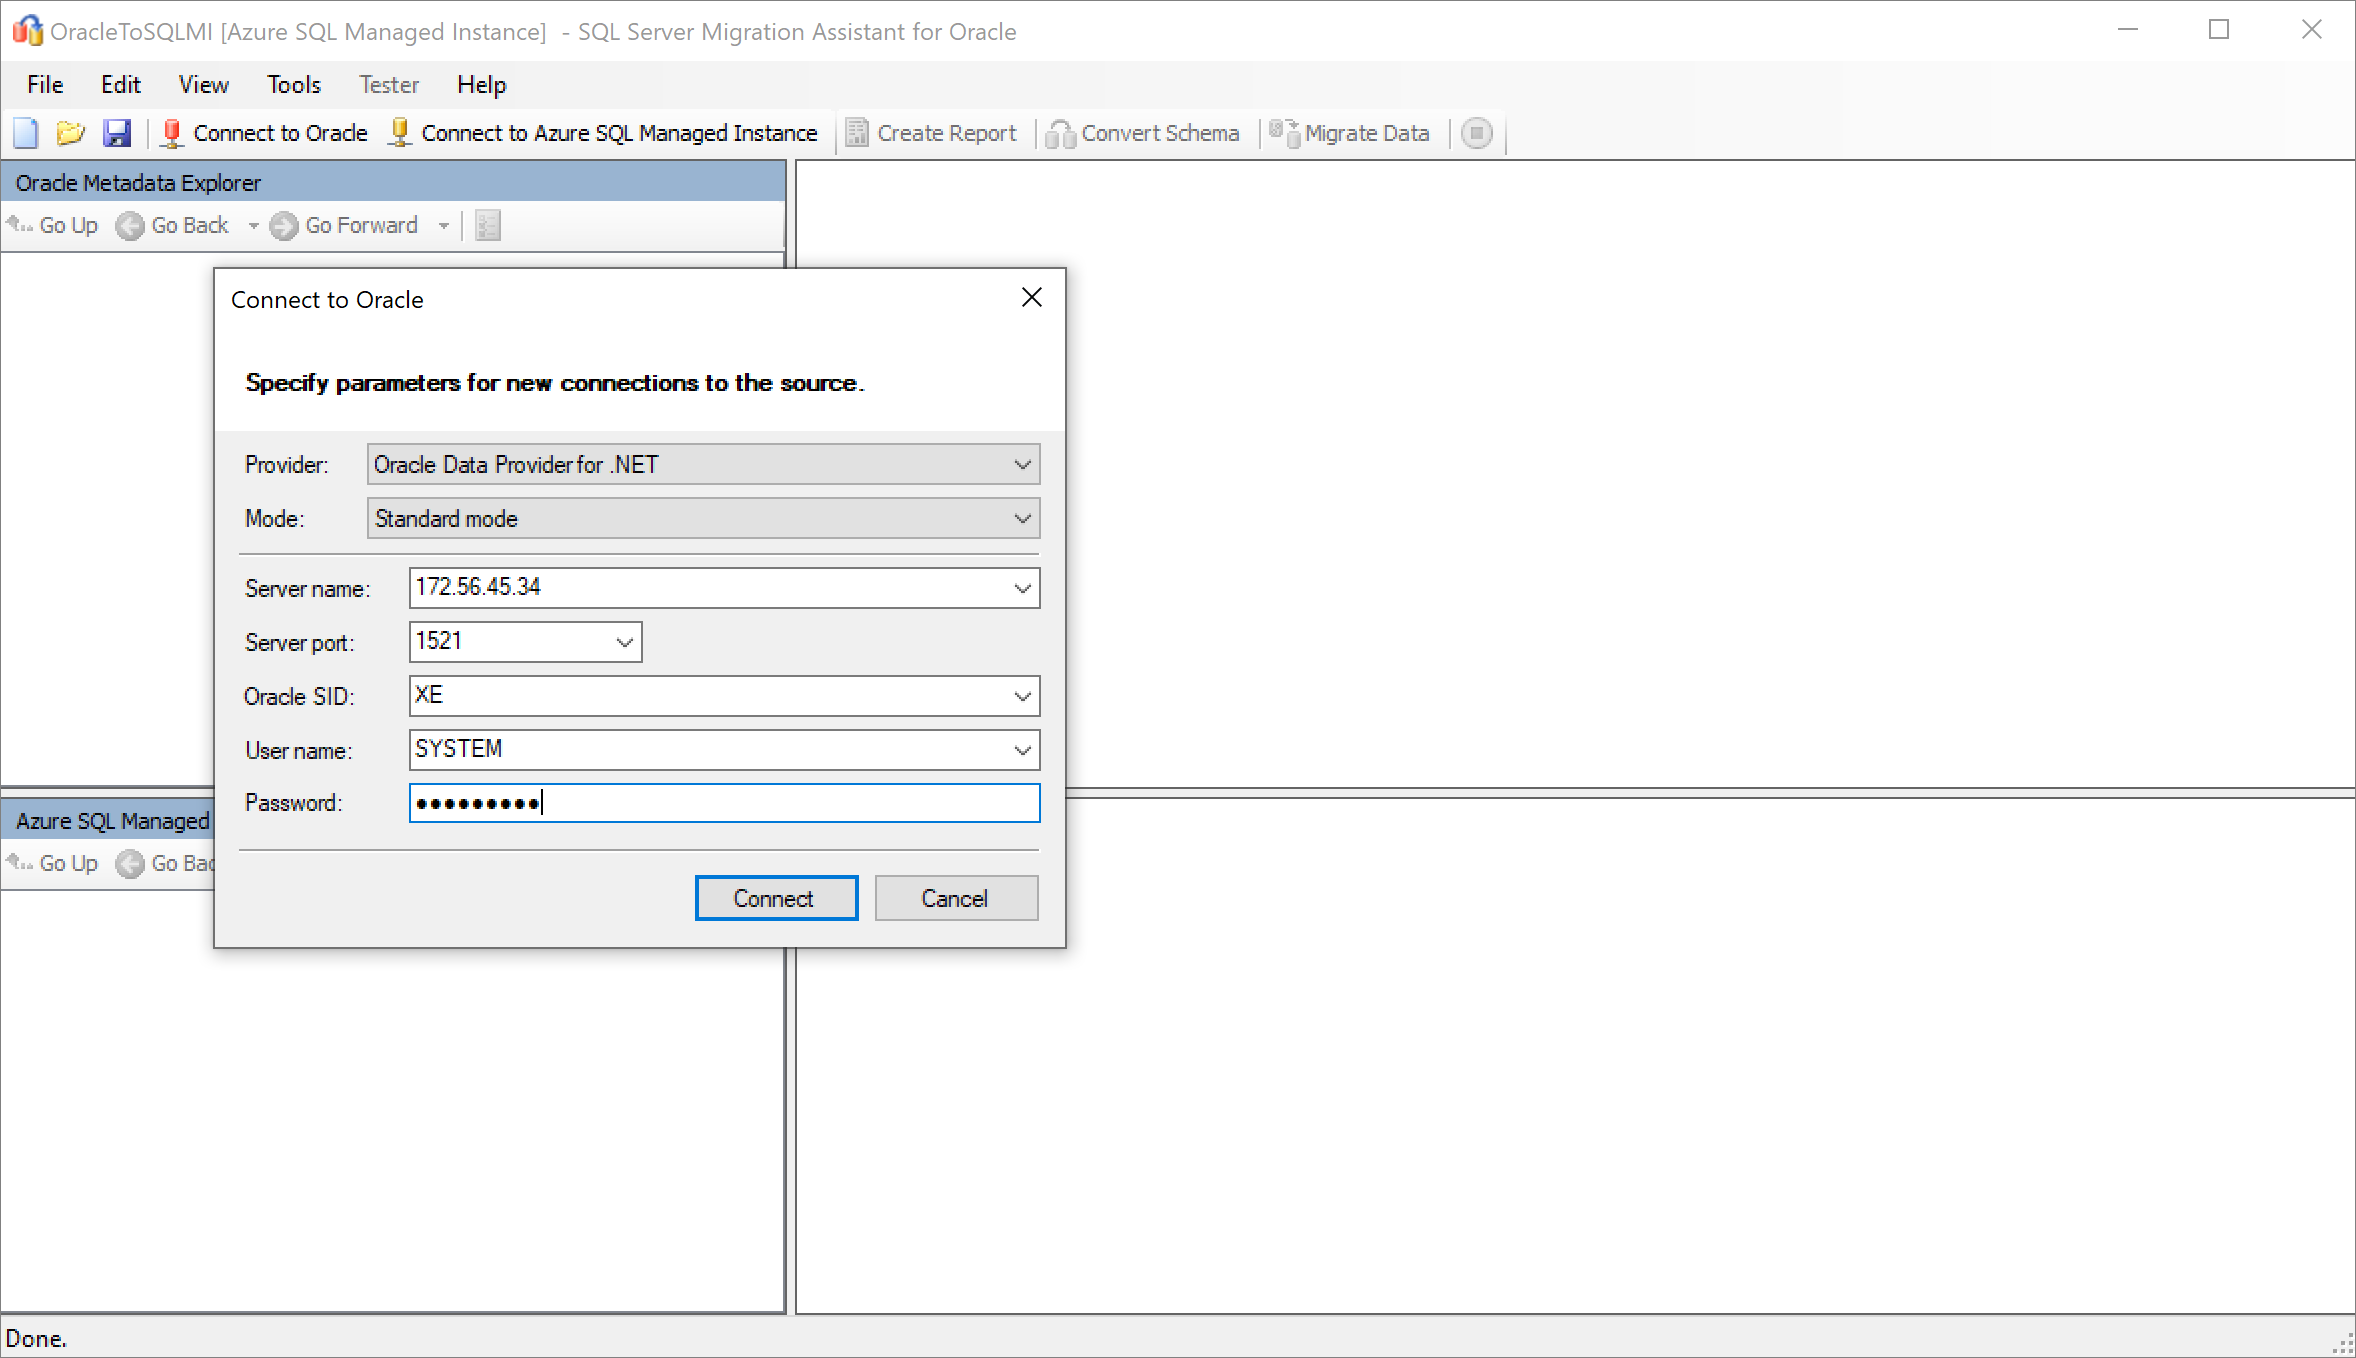 OracleToSQLMI [Azure SQL Managed Instance]  - SQL Server Migration Assistant for Oracle
File Edit View Tools Tester Help
Connect to Oracle Connect to Azure SQL Managed Instance Create Report Convert Schema Migrate Data
Oracle Metadata Explorer
Go Up Go Back Go Forward
Connect to Oracle
Specify parameters for new connections to the source.
Provider: Oracle Data Provider for .NET
Mode: Standard mode
Server name: 172.56.45.34
Server port: 1521
Oracle SID: XE
User name: SYSTEM
Password: ●●●●●●●●●
Connect Cancel
Azure SQL Managed
Go Up Go Bac
Done.